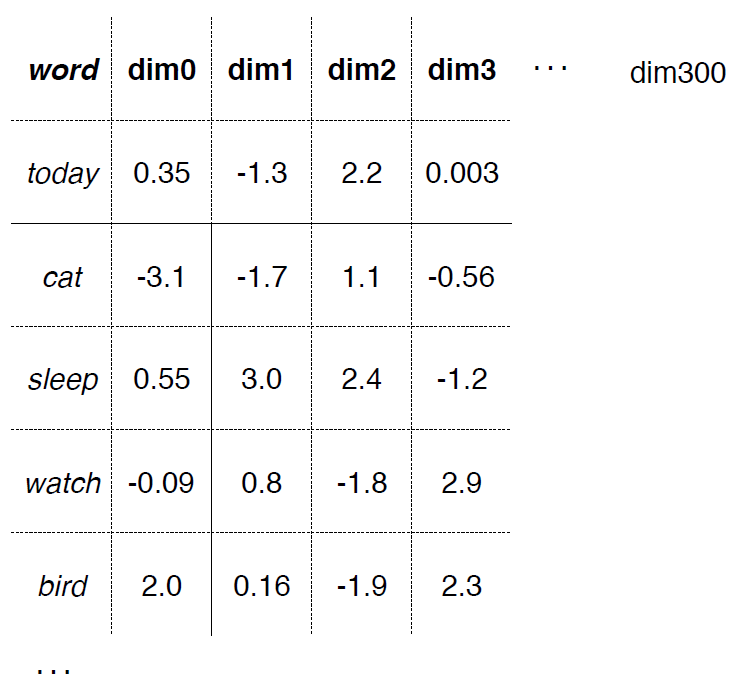 word dim0 dim1 dim2 dim3 ... dim300
today 0.35 -1.3 2.2 0.003
cat -3.1 -1.7 1.1 -0.56
sleep 0.55 3.0 2.4 -1.2
watch -0.09 0.8 -1.8 2.9
bird 2.0 0.16 -1.9 2.3
...